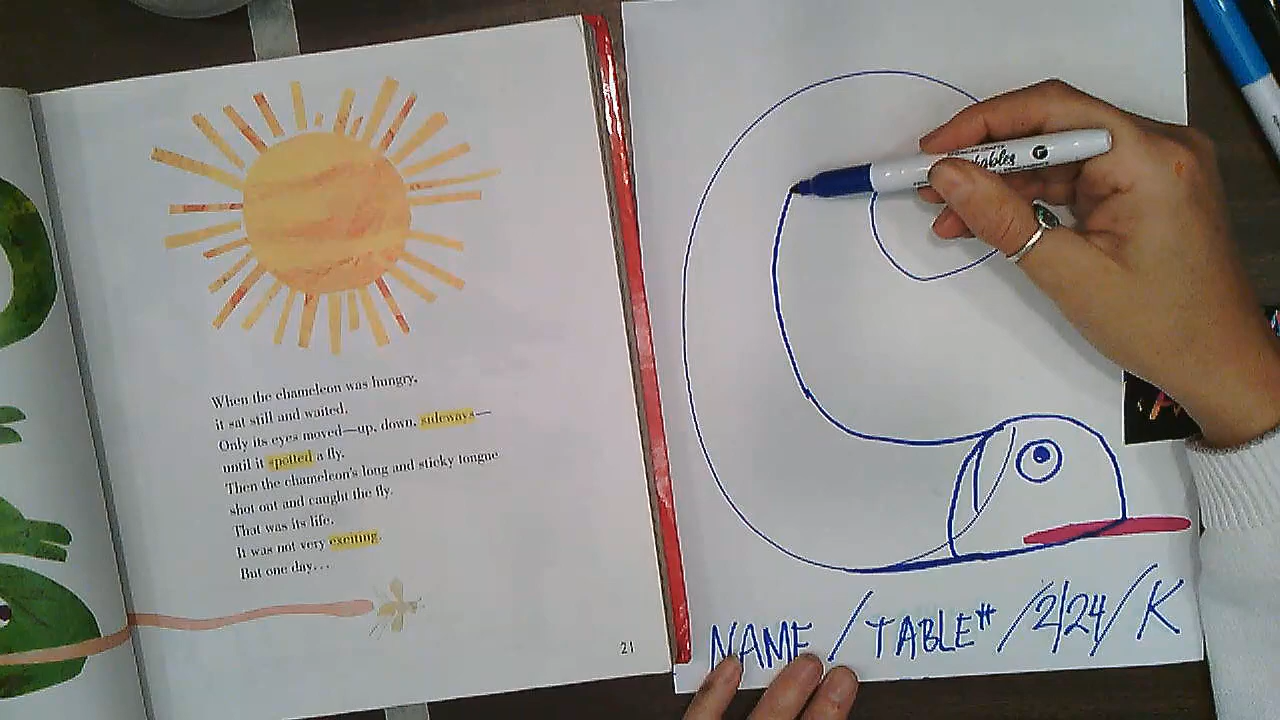 When the chameleon was hungry,
it sat still and waited.
Only its eyes moved—up, down, sideways—
until it spotted a fly.
Then the chameleon's long and sticky tongue
shot out and caught the fly.
That was its life.
It was not very exciting.
But one day...
21
NAME / TABLE# / 2/24 / K